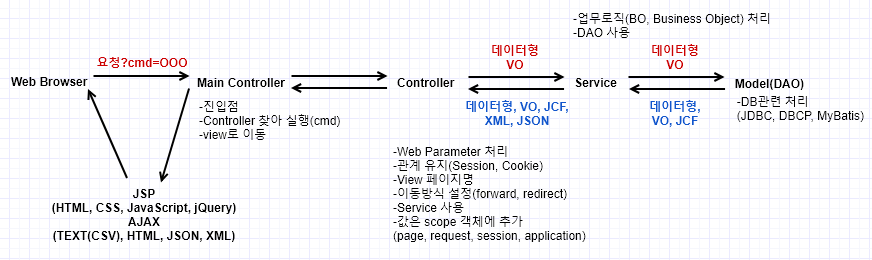 -업무로직(BO, Business Object) 처리
-DAO 사용
요청?cmd=OOO
데이터형
VO
데이터형
VO
Web Browser
Main Controller
Controller
Service
Model(DAO)
-진입점
-Controller 찾아 실행(cmd)
-view로 이동
데이터형, VO, JCF,
XML, JSON
데이터형,
VO, JCF
-DB관련 처리
(JDBC, DBCP, MyBatis)
-Web Parameter 처리
-관계 유지(Session, Cookie)
-View 페이지명
-이동방식 설정(forward, redirect)
-Service 사용
-값은 scope 객체에 추가
(page, request, session, application)
JSP
(HTML, CSS, JavaScript, jQuery)
AJAX
(TEXT(CSV), HTML, JSON, XML)